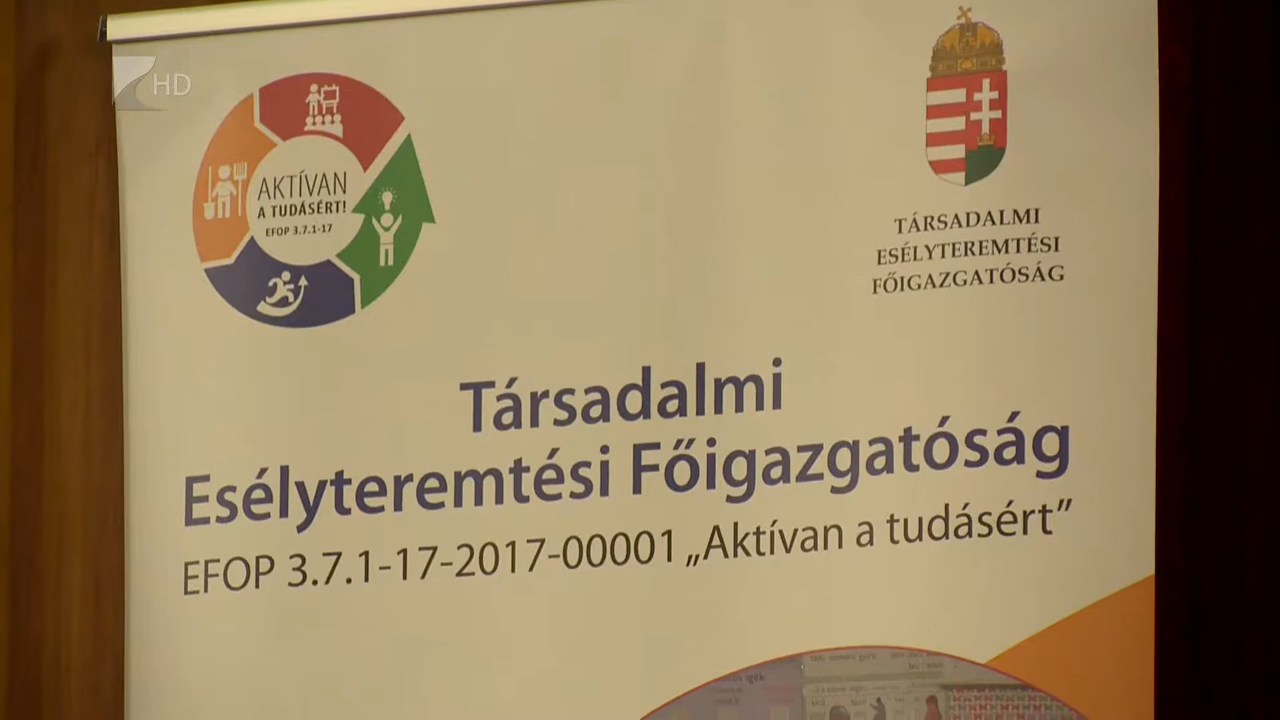 HD
AKTÍVAN
A TUDÁSÉRT!
EFOP 3.7.1-17
TÁRSADALMI
ESÉLYTEREMTÉSI
FŐIGAZGATÓSÁG
Társadalmi
Esélyteremtési Főigazgatóság
EFOP 3.7.1-17-2017-00001 „Aktívan a tudásért”
igék